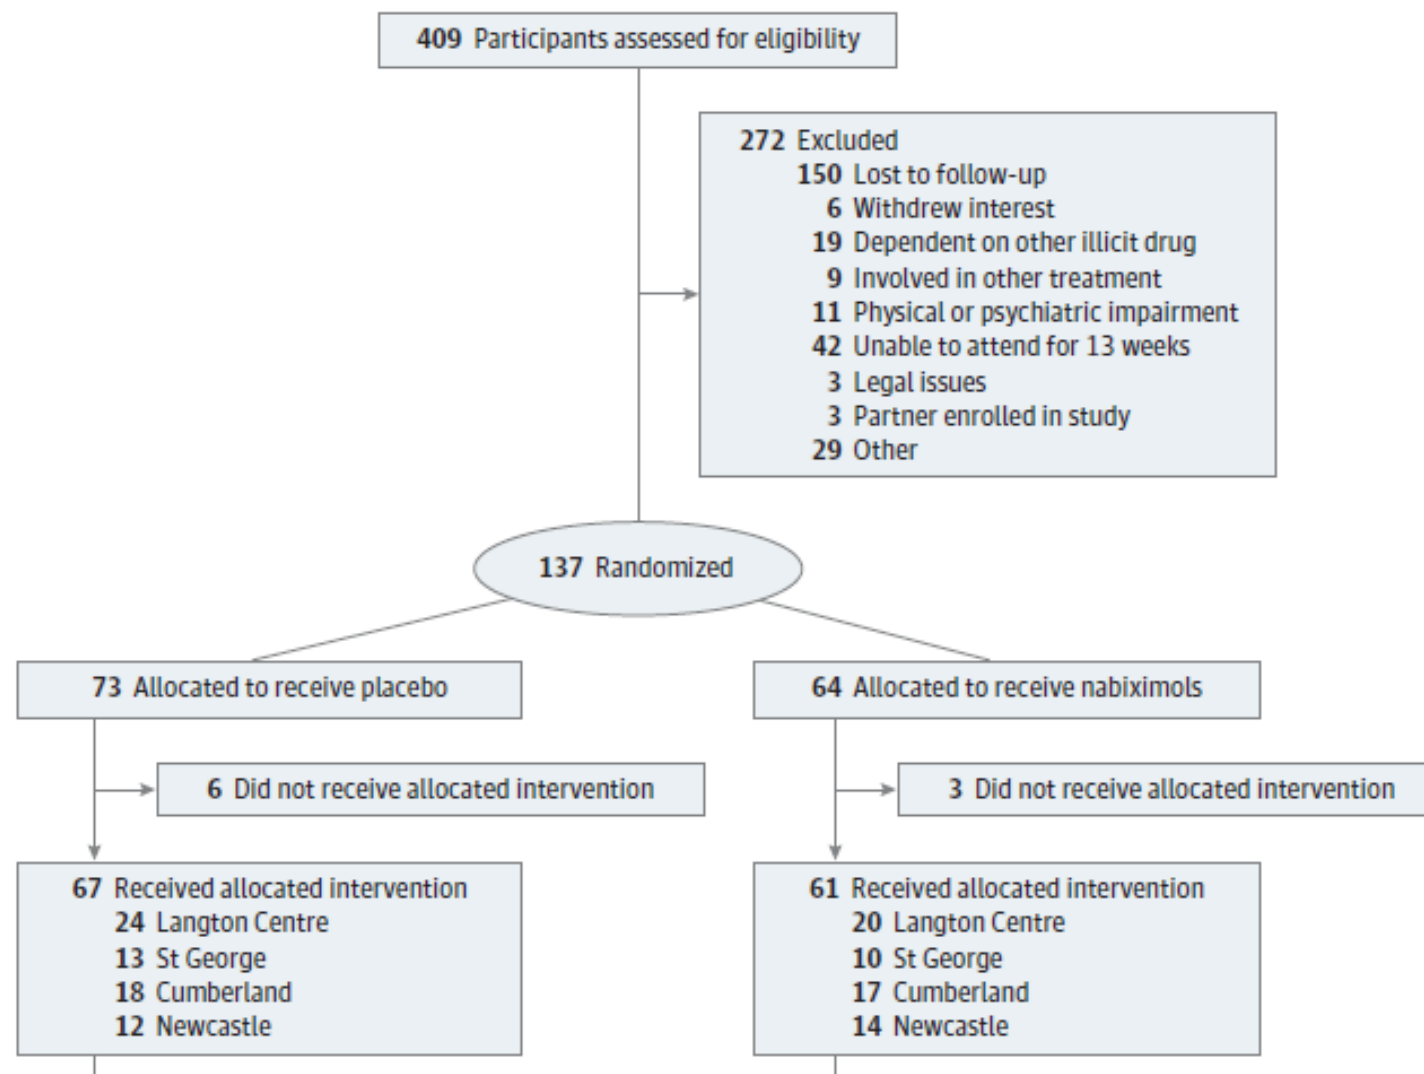 409 Participants assessed for eligibility
272 Excluded
150 Lost to follow-up
6 Withdrew interest
19 Dependent on other illicit drug
9 Involved in other treatment
11 Physical or psychiatric impairment
42 Unable to attend for 13 weeks
3 Legal issues
3 Partner enrolled in study
29 Other
137 Randomized
73 Allocated to receive placebo
64 Allocated to receive nabiximols
6 Did not receive allocated intervention
3 Did not receive allocated intervention
67 Received allocated intervention
24 Langton Centre
13 St George
18 Cumberland
12 Newcastle
61 Received allocated intervention
20 Langton Centre
10 St George
17 Cumberland
14 Newcastle